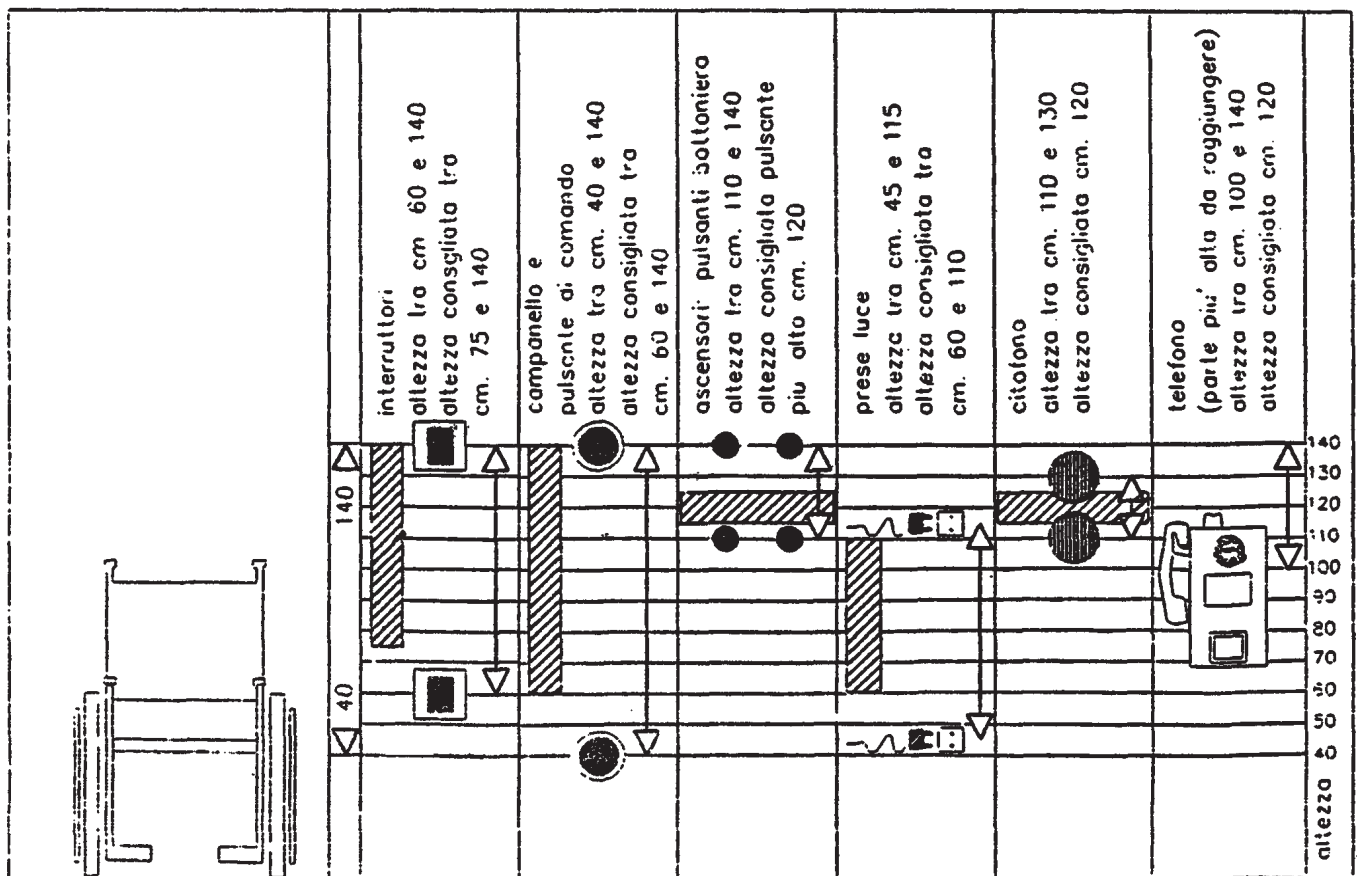 interruttori
altezza tra cm 60 e 140
altezza consgliata tra
cm. 75 e 140
campanello e
pulsante di comando
altezza tra cm. 40 e 140
altezza consigliata tra
cm. 60 e 140
ascensori pulsanti bottoniera
altezza tra cm. 110 e 140
altezza consigliata pulsante
piu alto cm. 120
prese luce
altezza tra cm. 45 e 115
altezza consigliata tra
cm. 60 e 110
citofono
altezza tra cm. 110 e 130
altezza consigliata cm. 120
telefono
(parte piu' alta da raggiungere)
altezza tra cm. 100 e 140
altezza consigliata cm. 120
140
40
140
130
120
110
100
90
80
70
60
50
40
altezza